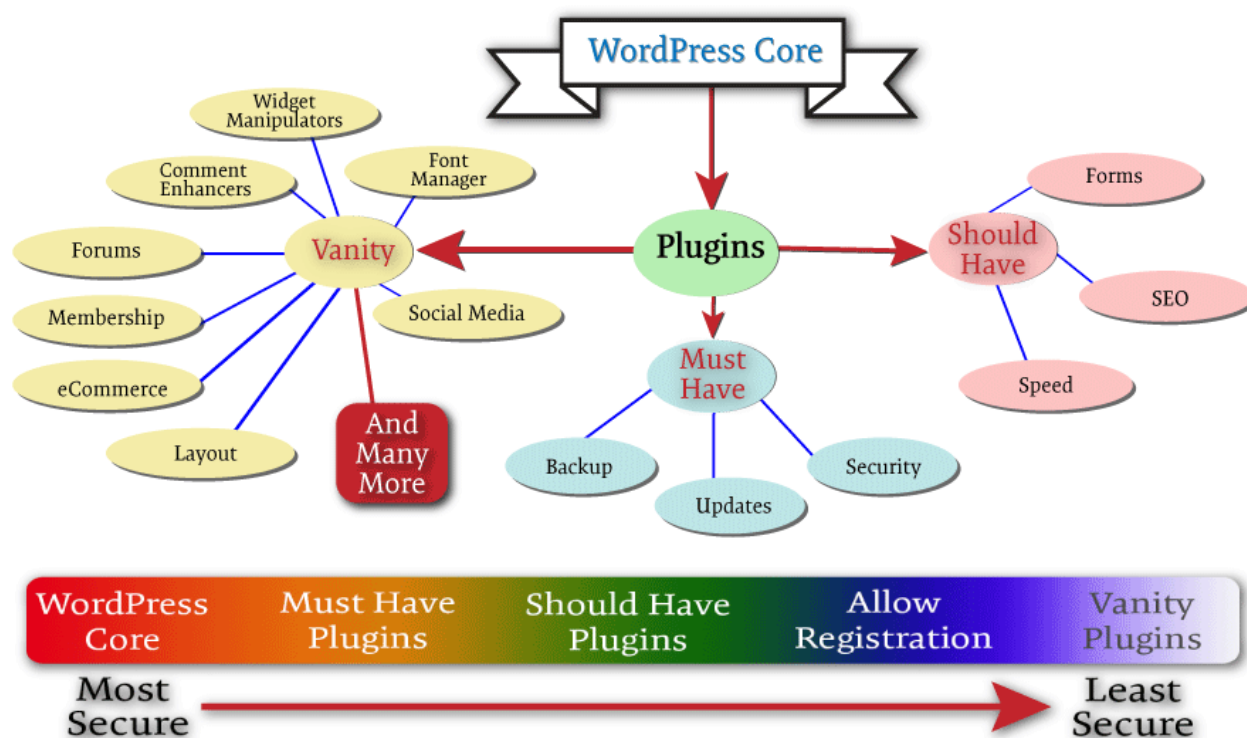 WordPress Core
Widget
Manipulators
Comment
Enhancers
Font
Manager
Forums
Vanity
Membership
Social Media
eCommerce
Layout
And
Many
More
Plugins
Must
Have
Backup
Updates
Security
Should
Have
Forms
SEO
Speed
WordPress
Core
Must Have
Plugins
Should Have
Plugins
Allow
Registration
Vanity
Plugins
Most
Secure
Least
Secure